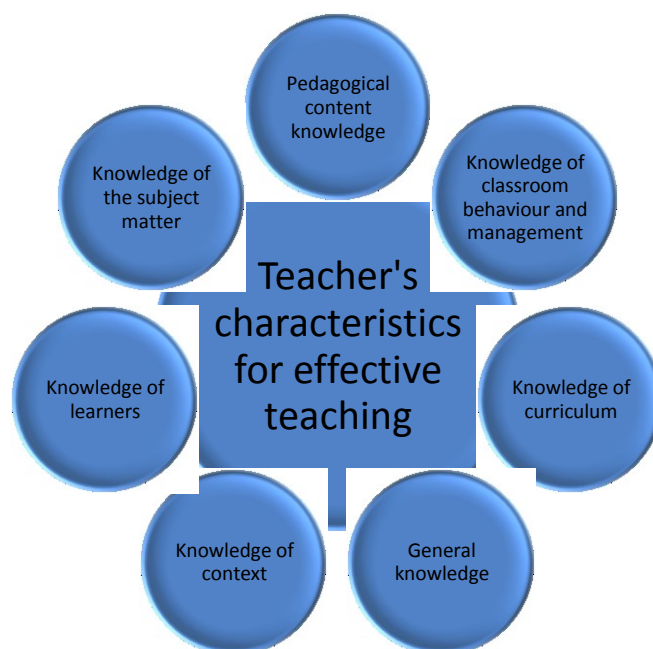 Pedagogical
content
knowledge
Knowledge of
classroom
behaviour and
management
Knowledge of
curriculum
General
knowledge
Knowledge of
context
Knowledge of
learners
Knowledge of
the subject
matter
Teacher's
characteristics
for effective
teaching